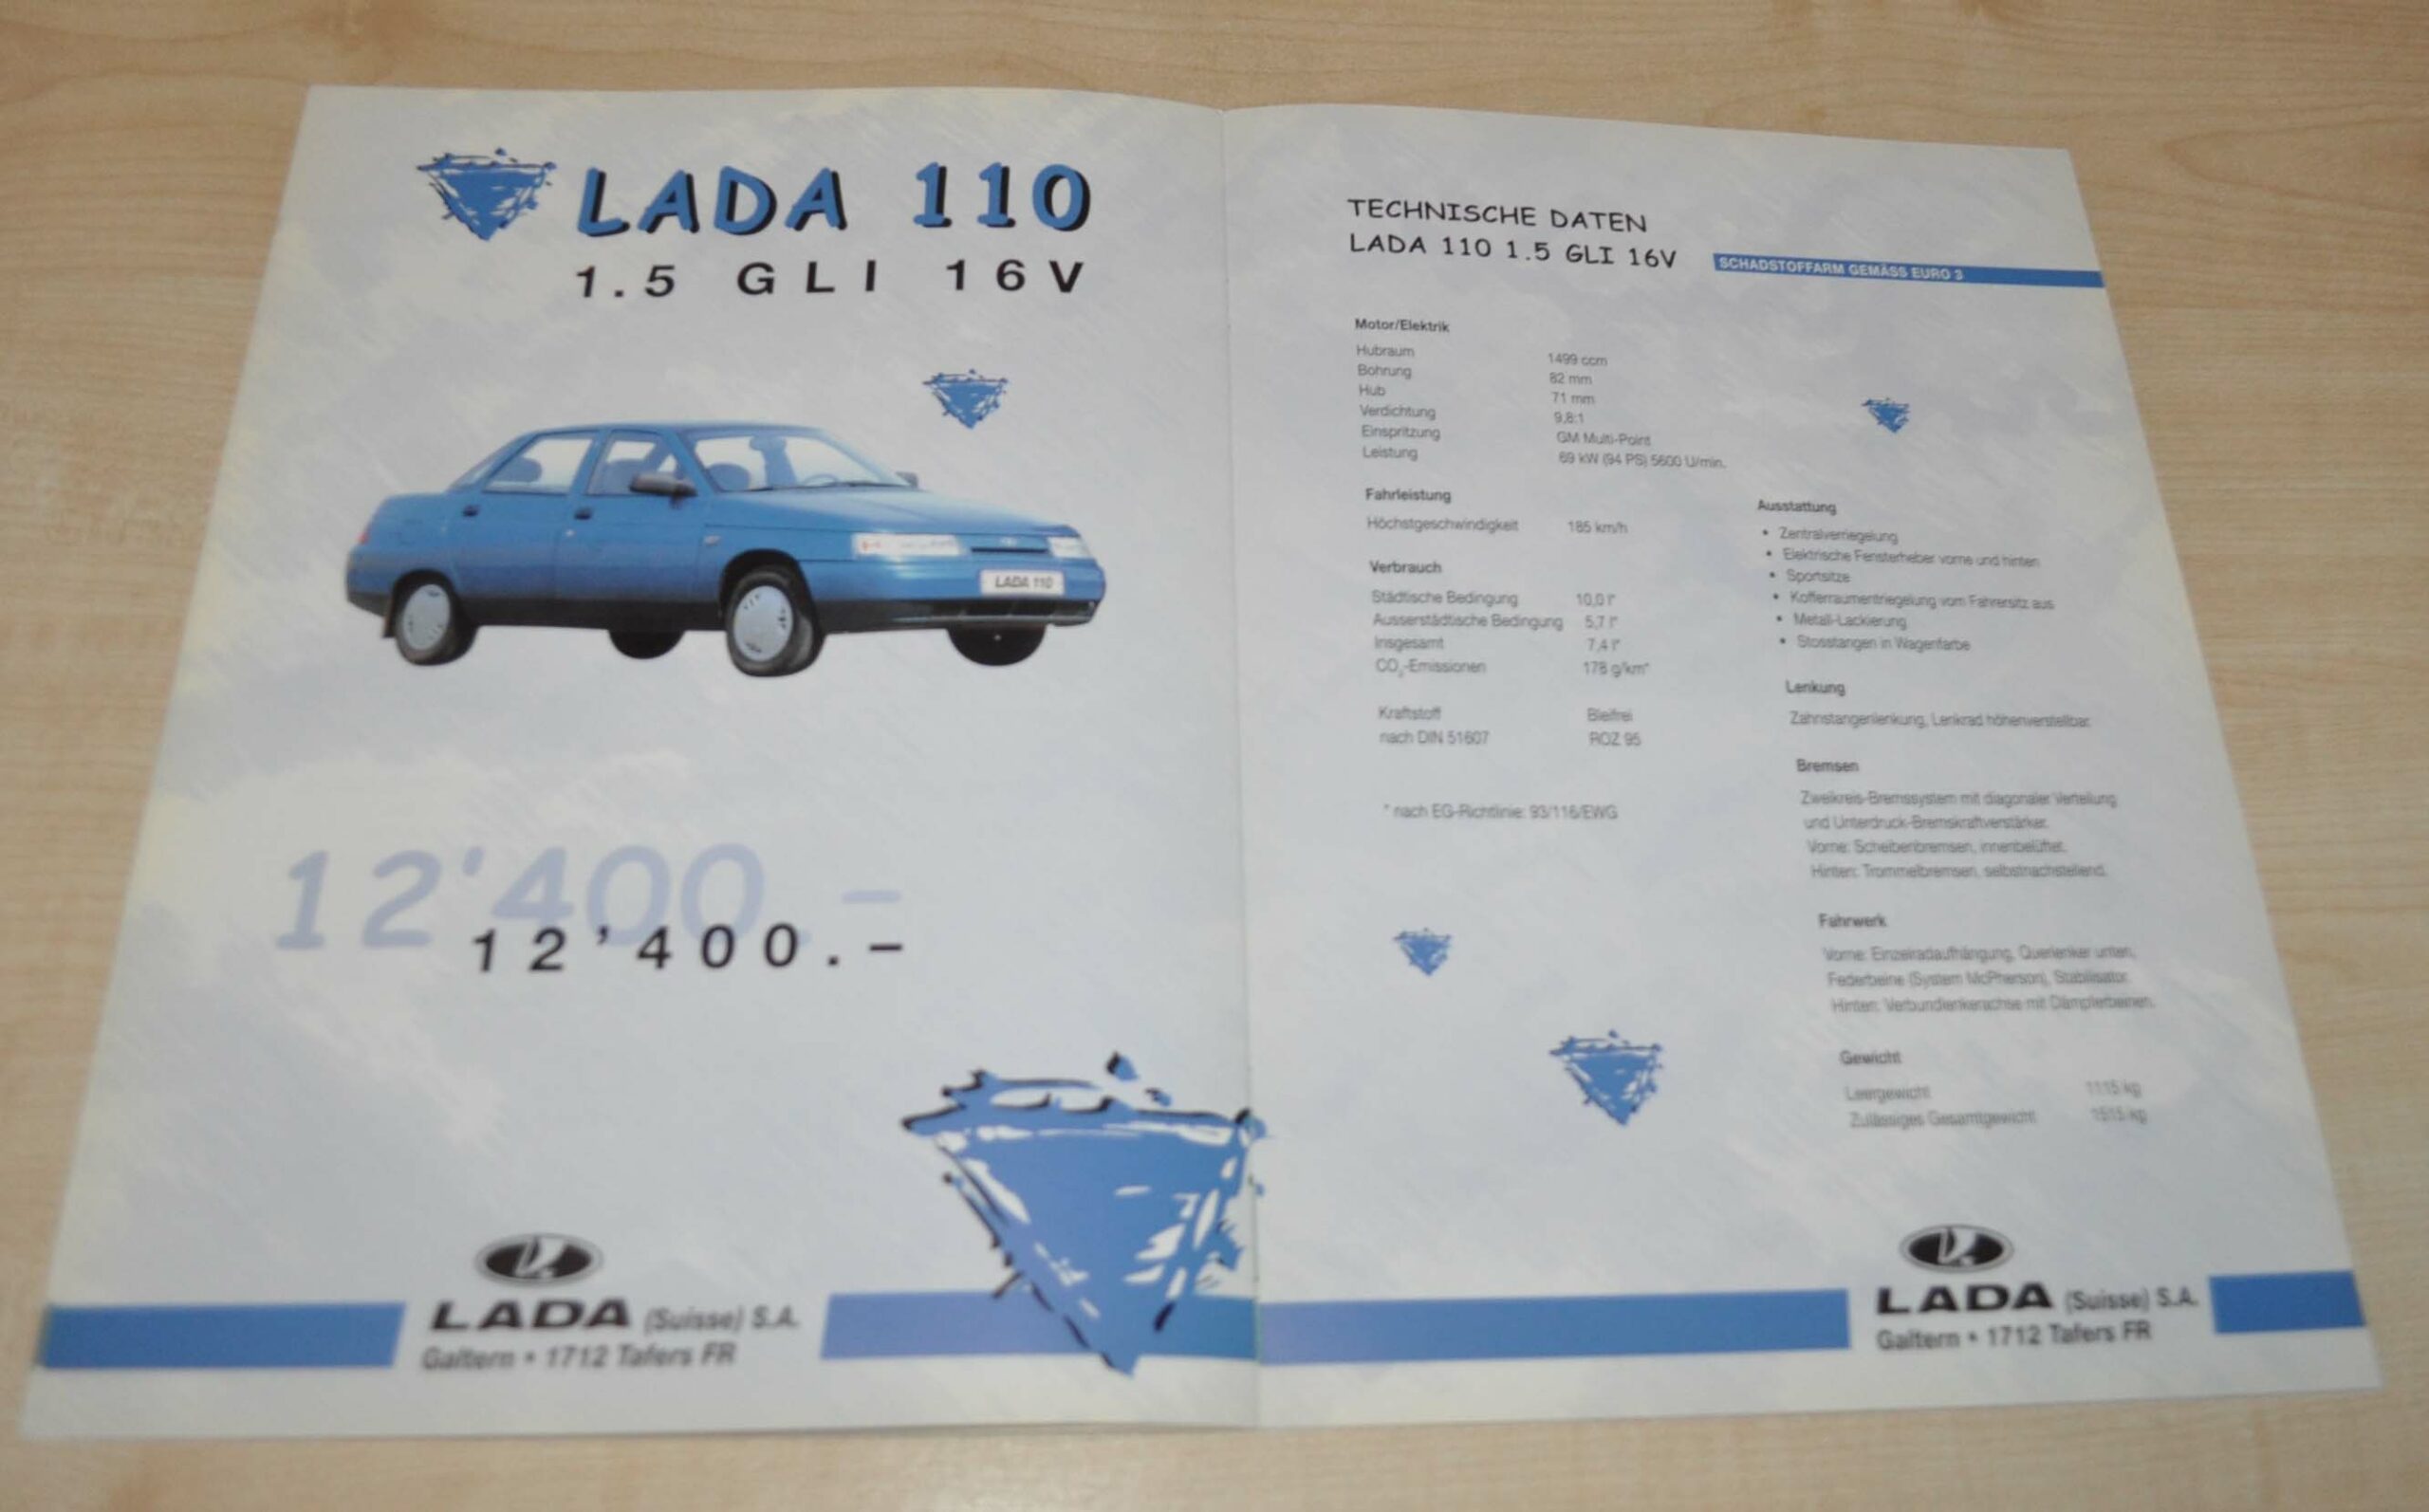 LADA 110
1.5 GLI 16V
LADA 110
12'400.-
12'400.-
LADA (Suisse) S.A.
Galtern • 1712 Tafers FR
TECHNISCHE DATEN
LADA 110 1.5 GLI 16V
SCHADSTOFFARM GEMÄSS EURO 3
Motor/Elektrik
Hubraum 1499 ccm
Bohrung 82 mm
Hub 71 mm
Verdichtung 9,8:1
Einspritzung GM Multi-Point
Leistung 69 kW (94 PS) 5600 U/min.
Fahrleistung
Höchstgeschwindigkeit 185 km/h
Verbrauch
Städtische Bedingung 10,0 l*
Ausserstädtische Bedingung 5,7 l*
Insgesamt 7,4 l*
CO₂-Emissionen 178 g/km*
Kraftstoff Bleifrei
nach DIN 51607 ROZ 95
* nach EG-Richtlinie: 93/116/EWG
Ausstattung
• Zentralverriegelung
• Elektrische Fensterheber vorne und hinten
• Sportsitze
• Kofferraumentriegelung vom Fahrersitz aus
• Metall-Lackierung
• Stosstangen in Wagenfarbe
Lenkung
Zahnstangenlenkung, Lenkrad höhenverstellbar.
Bremsen
Zweikreis-Bremssystem mit diagonaler Verteilung
und Unterdruck-Bremskraftverstärker.
Vorne: Scheibenbremsen, innenbelüftet.
Hinten: Trommelbremsen, selbstnachstellend.
Fahrwerk
Vorne: Einzelradaufhängung, Querlenker unten,
Federbeine (System McPherson), Stabilisator.
Hinten: Verbundlenkerachse mit Dämpferbeinen.
Gewicht
Leergewicht 1115 kg
Zulässiges Gesamtgewicht 1515 kg
LADA (Suisse) S.A.
Galtern • 1712 Tafers FR